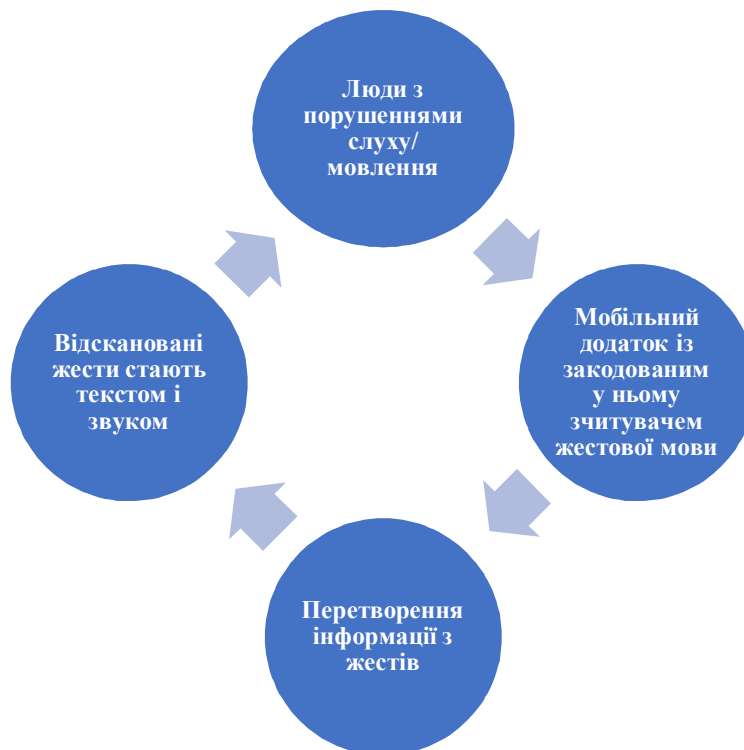 Люди з
порушеннями
слуху/
мовлення
Мобільний
додаток із
закодованим
у ньому
зчитувачем
жестової мови
Перетворення
інформації з
жестів
Відскановані
жести стають
текстом і
звуком